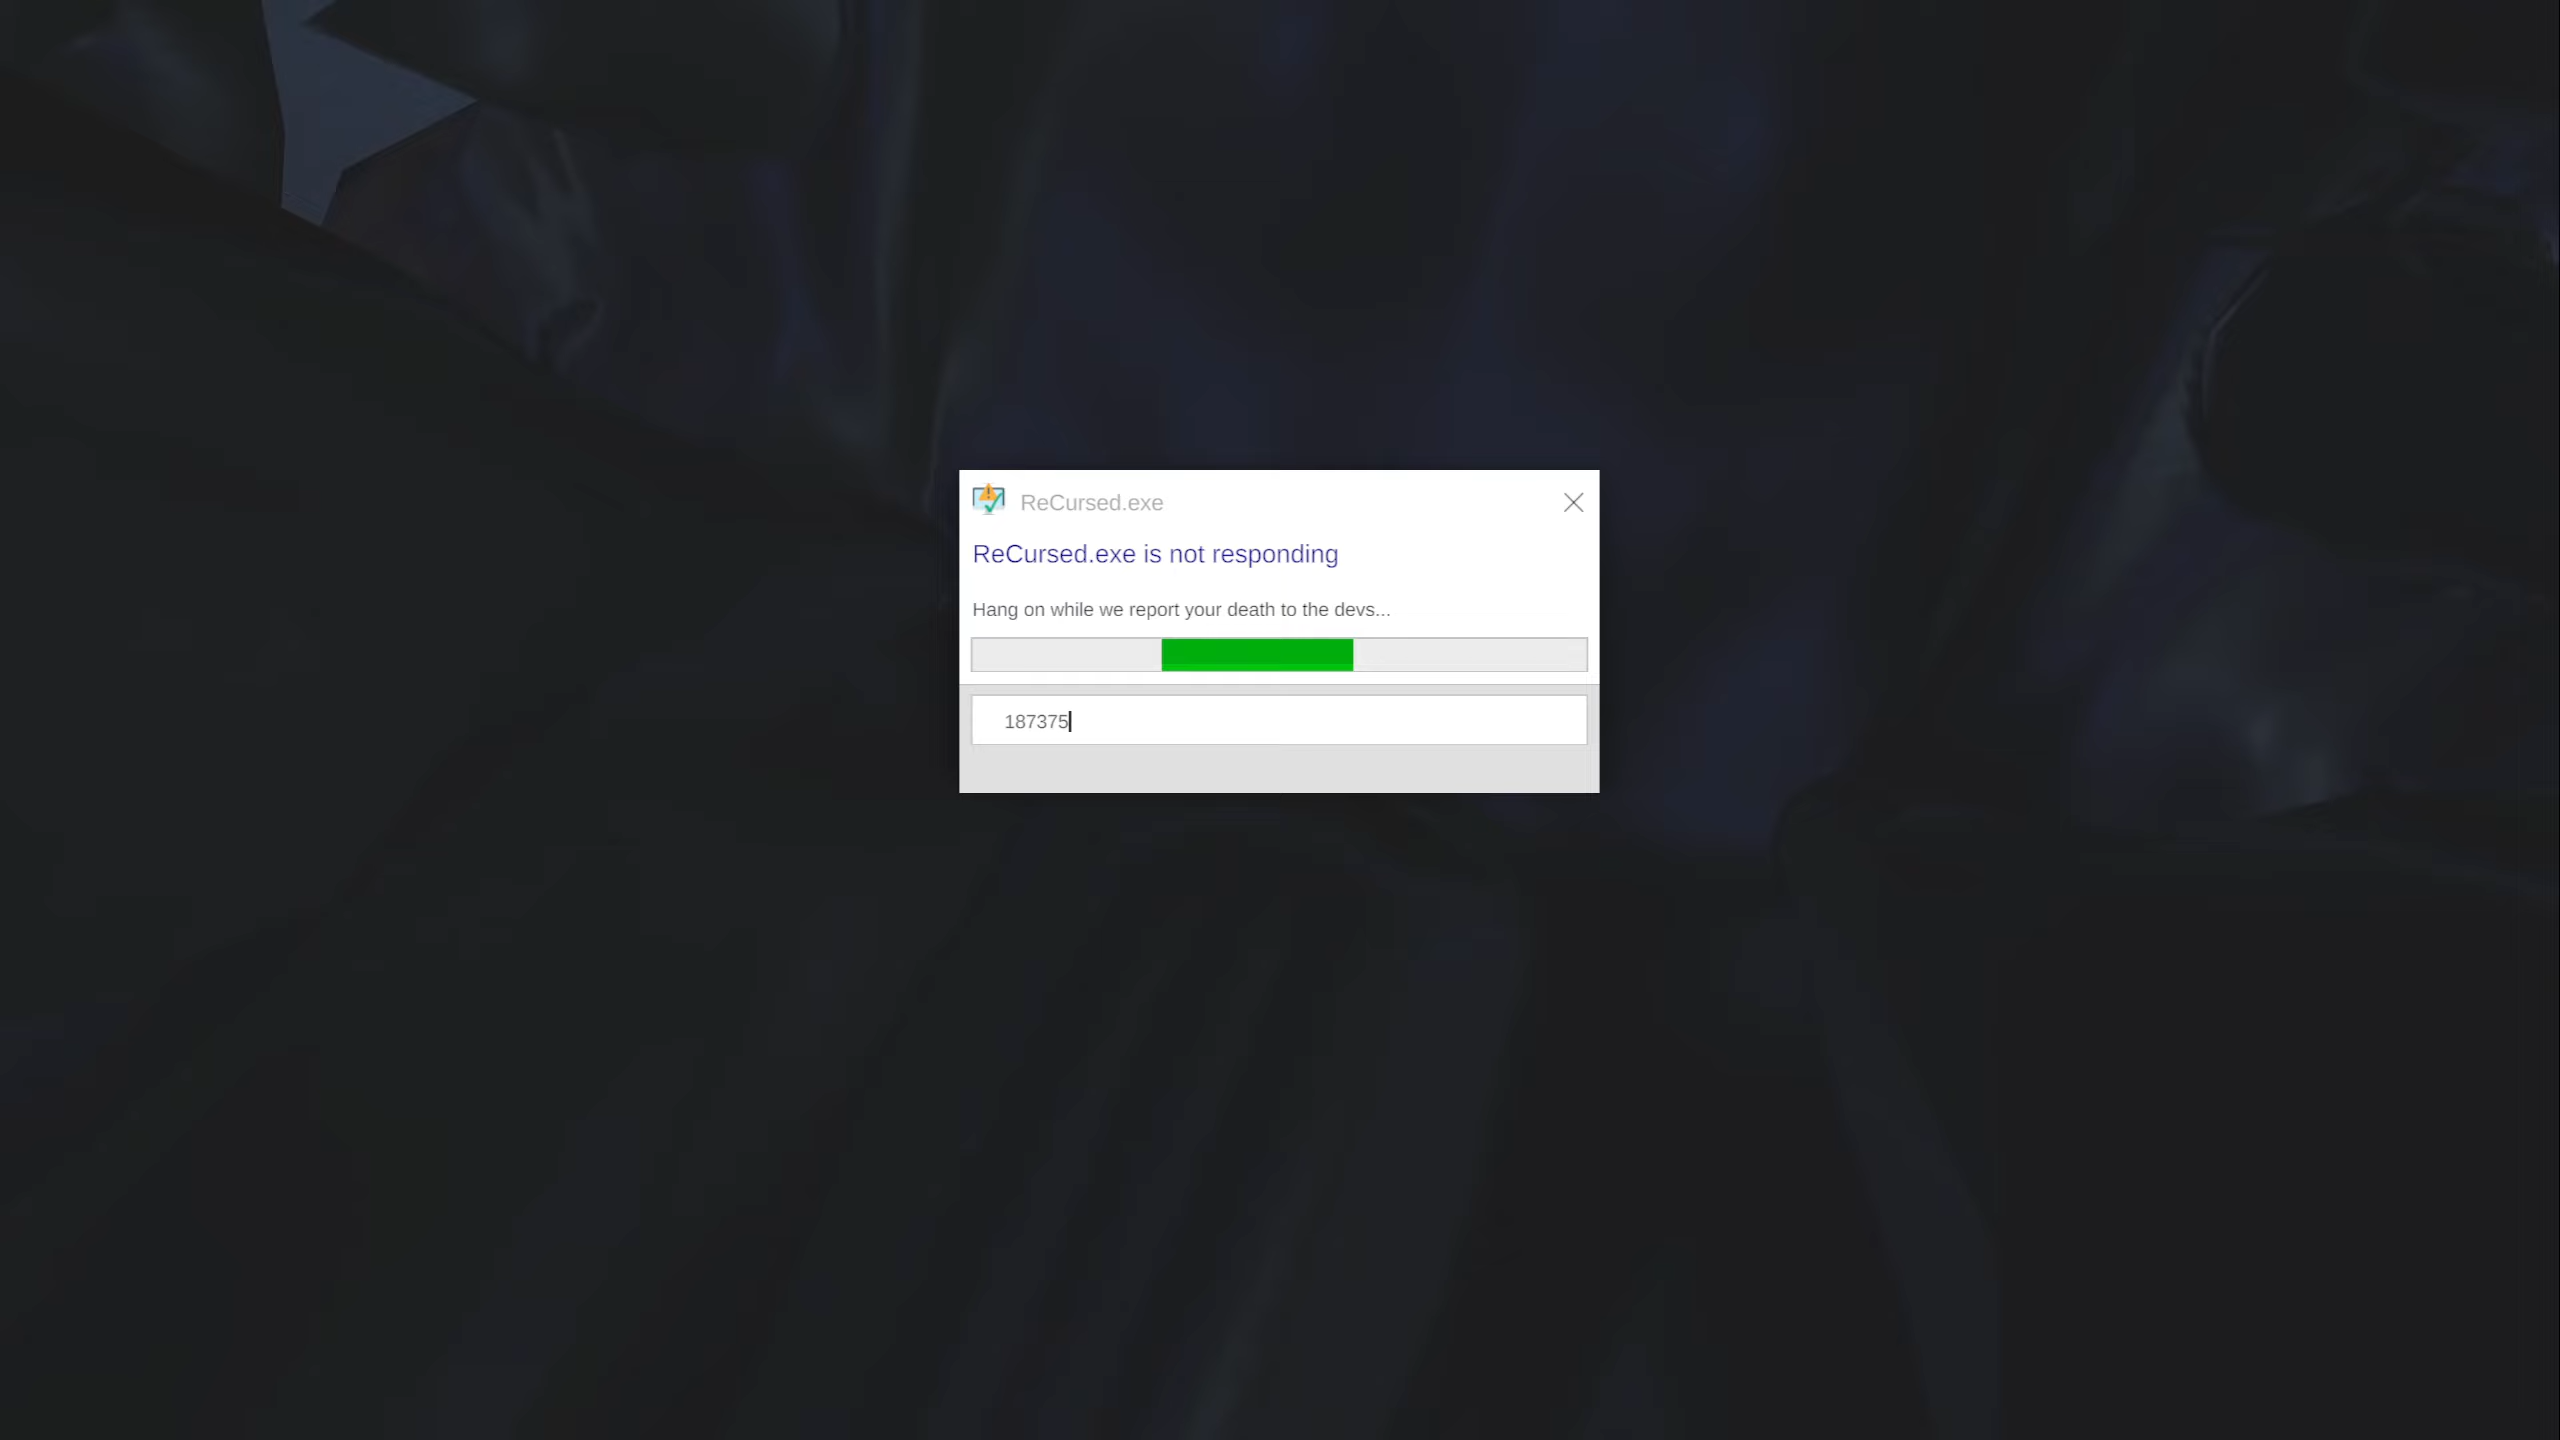 ReCursed.exe
ReCursed.exe is not responding
Hang on while we report your death to the devs...
187375